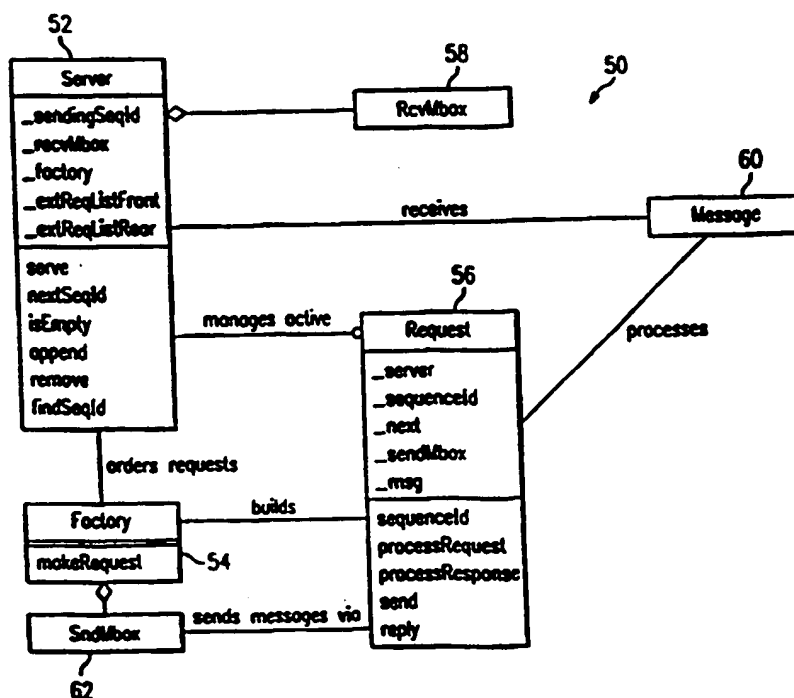 52
Server
_sendingSeqId
_recvMbox
_factory
_extReqListFront
_extReqListRear
serve
nextSeqId
isEmpty
append
remove
findSeqId
58
RcvMbox
50
60
Message
receives
manages active
56
Request
_server
_sequenceId
_next
_sendMbox
_msg
sequenceId
processRequest
processResponse
send
reply
processes
orders requests
Factory
makeRequest
54
builds
SndMbox
62
sends messages via